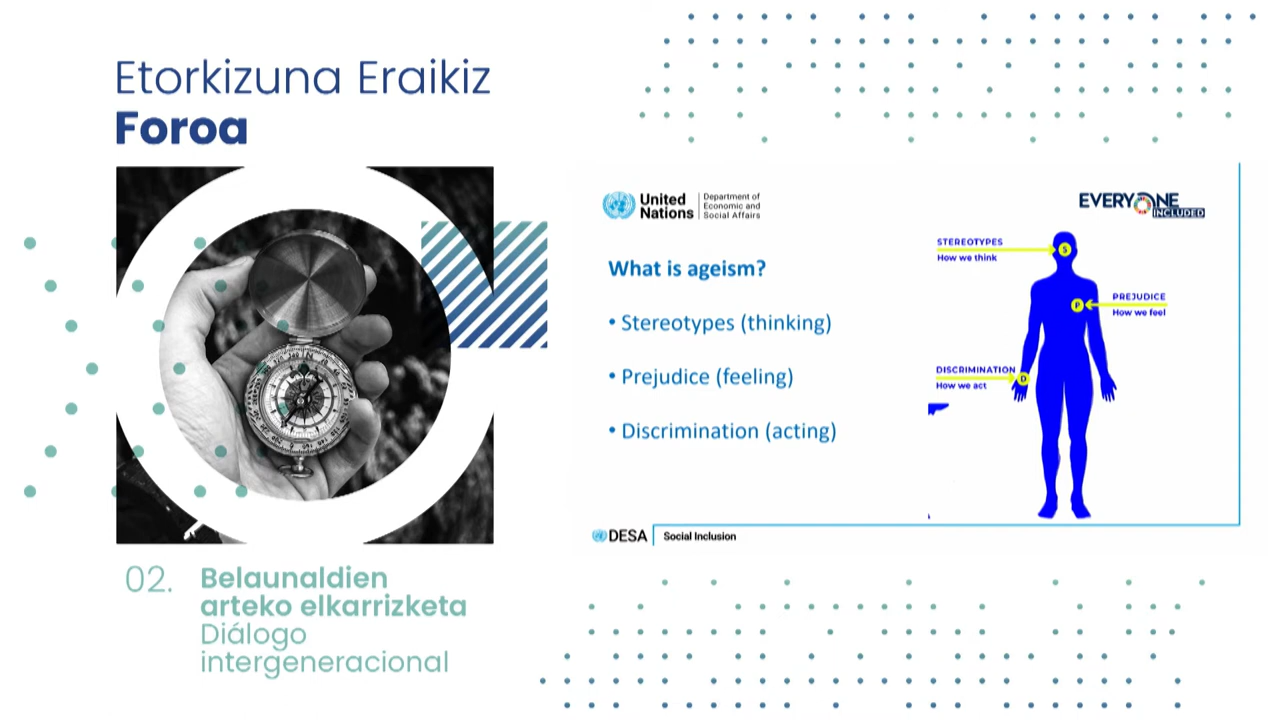 Etorkizuna Eraikiz
Foroa
02.
Belaunaldien
arteko elkarrizketa
Diálogo
intergeneracional
United
Nations
Department of
Economic and
Social Affairs
EVERYONE
INCLUDED
What is ageism?
• Stereotypes (thinking)
• Prejudice (feeling)
• Discrimination (acting)
STEREOTYPES
How we think
S
PREJUDICE
How we feel
P
DISCRIMINATION
How we act
D
DESA
Social Inclusion